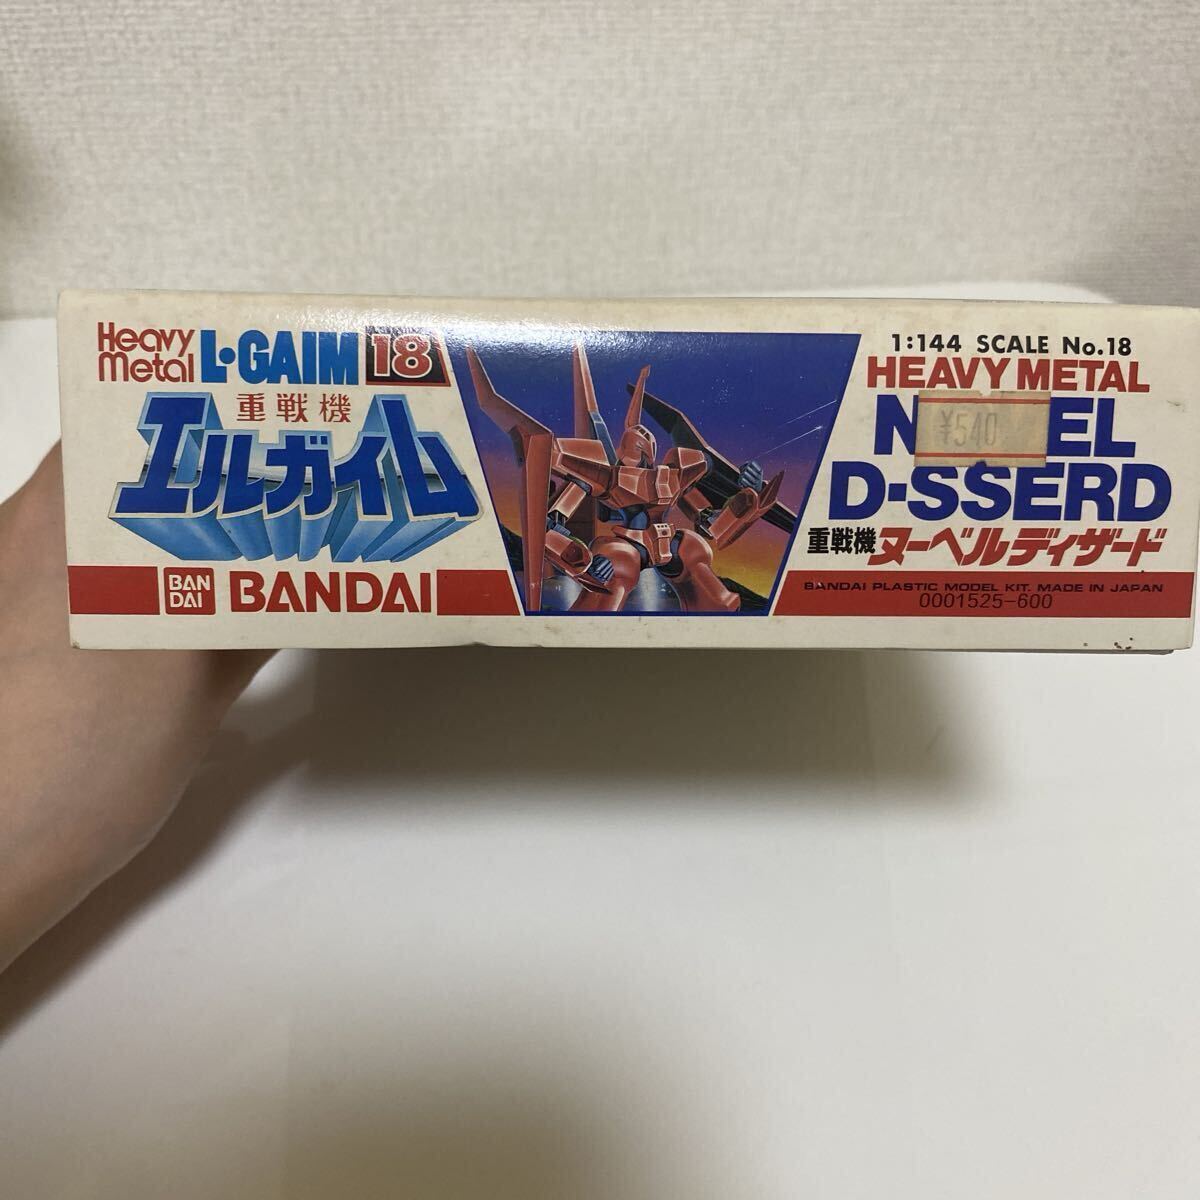 Heavy Metal L·GAIM 18
重戦機
エルガイム
BAN DAI BANDAI
1:144 SCALE No.18
HEAVY METAL
¥540
D·SSERD
重戦機 ヌーベルディザード
BANDAI PLASTIC MODEL KIT. MADE IN JAPAN
0001525-600